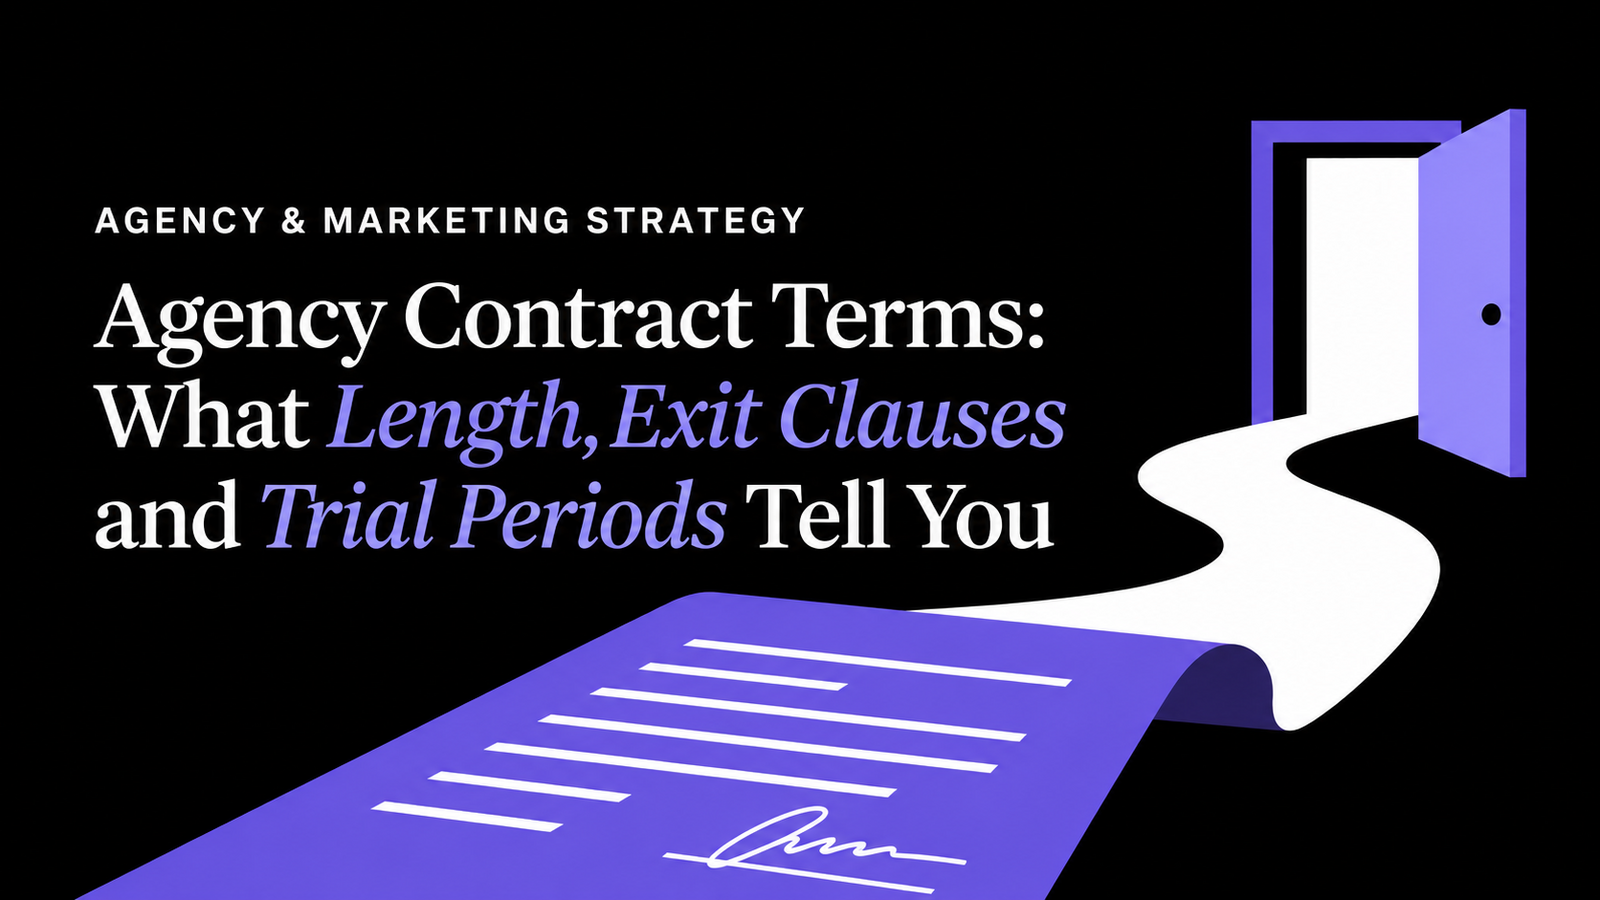 AGENCY & MARKETING STRATEGY
Agency Contract Terms:
What Length, Exit Clauses
and Trial Periods Tell You